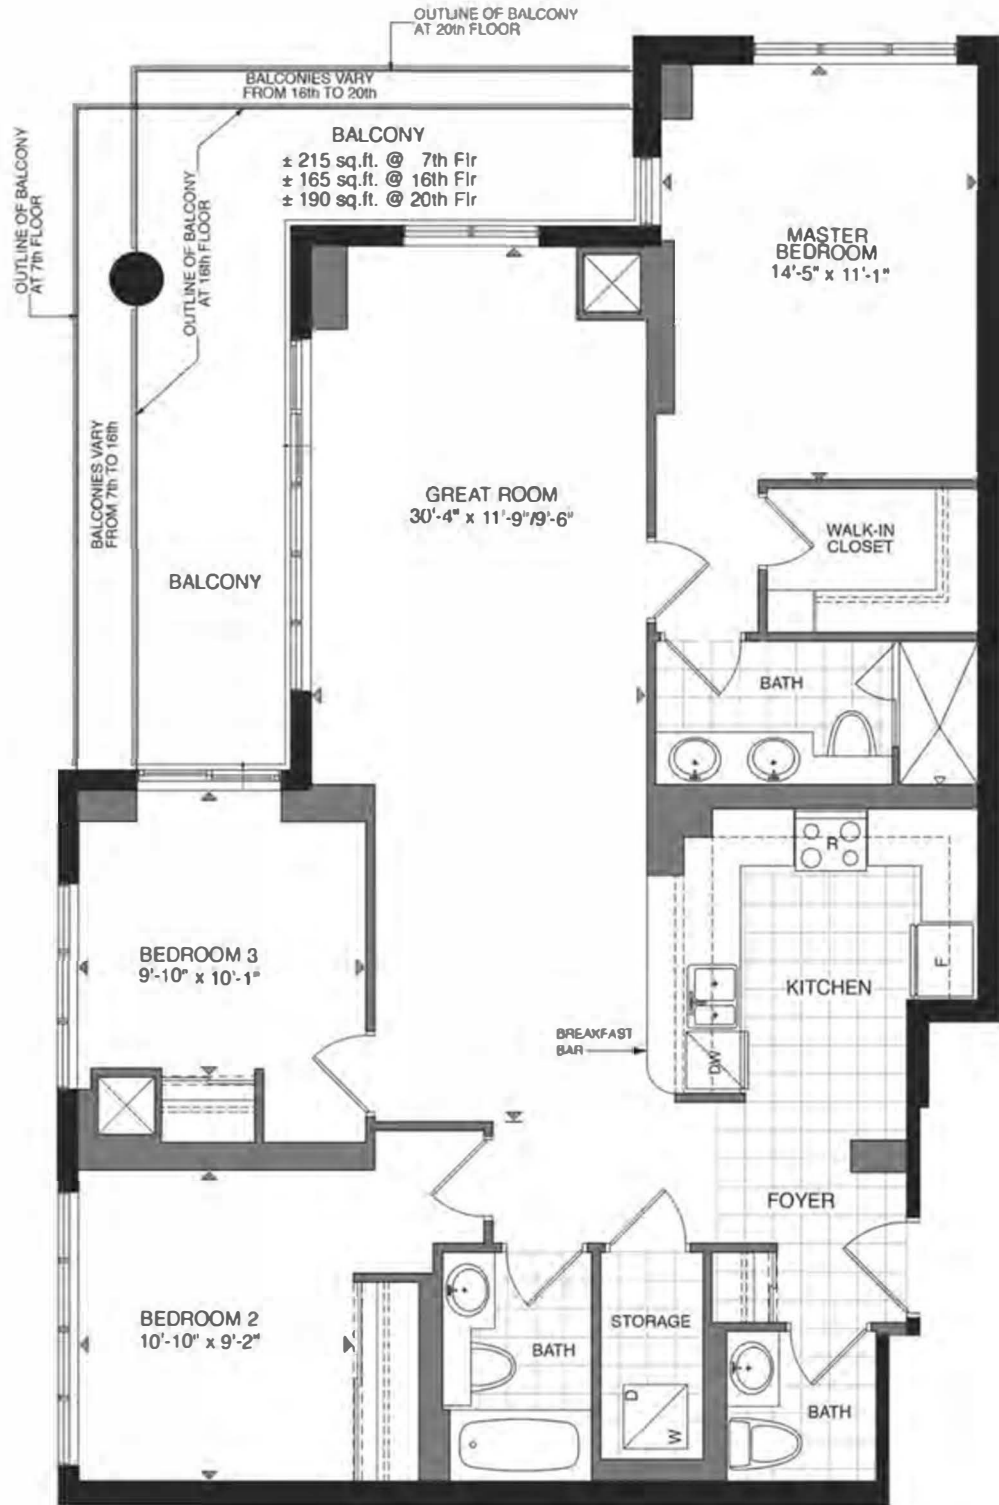 OUTLINE OF BALCONY
AT 20th FLOOR
BALCONIES VARY
FROM 16th TO 20th
BALCONY
± 215 sq.ft. @ 7th Flr
± 165 sq.ft. @ 16th Flr
± 190 sq.ft. @ 20th Flr
OUTLINE OF BALCONY
AT 7th FLOOR
OUTLINE OF BALCONY
AT 16th FLOOR
MASTER
BEDROOM
14'-5" x 11'-1"
BALCONIES VARY
FROM 7th TO 16th
GREAT ROOM
30'-4" x 11'-9"/9'-6"
WALK-IN
CLOSET
BALCONY
BATH
R
BEDROOM 3
9'-10" x 10'-1"
F
KITCHEN
BREAKFAST
BAR
DW
FOYER
BEDROOM 2
10'-10" x 9'-2"
STORAGE
BATH
D
W
BATH